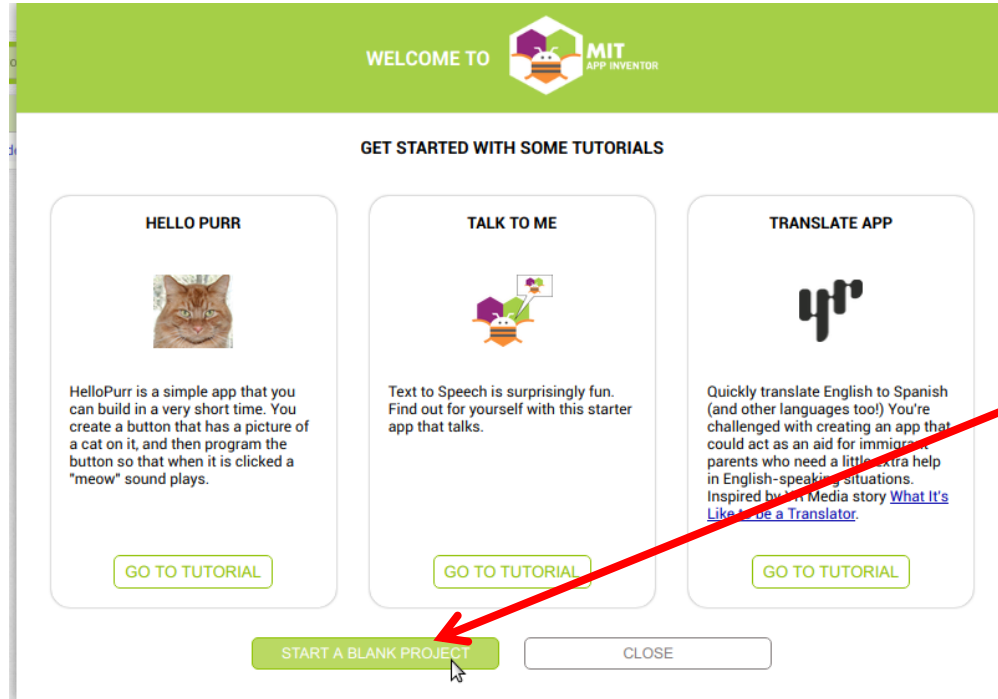 WELCOME TO
MIT
APP INVENTOR
GET STARTED WITH SOME TUTORIALS
HELLO PURR
HelloPurr is a simple app that you
can build in a very short time. You
create a button that has a picture of
a cat on it, and then program the
button so that when it is clicked a
"meow" sound plays.
GO TO TUTORIAL
TALK TO ME
Text to Speech is surprisingly fun.
Find out for yourself with this starter
app that talks.
GO TO TUTORIAL
TRANSLATE APP
Quickly translate English to Spanish
(and other languages too!) You're
challenged with creating an app that
could act as an aid for immigrant
parents who need a little extra help
in English-speaking situations.
Inspired by YR Media story What It's
Like to be a Translator.
GO TO TUTORIAL
START A BLANK PROJECT
CLOSE